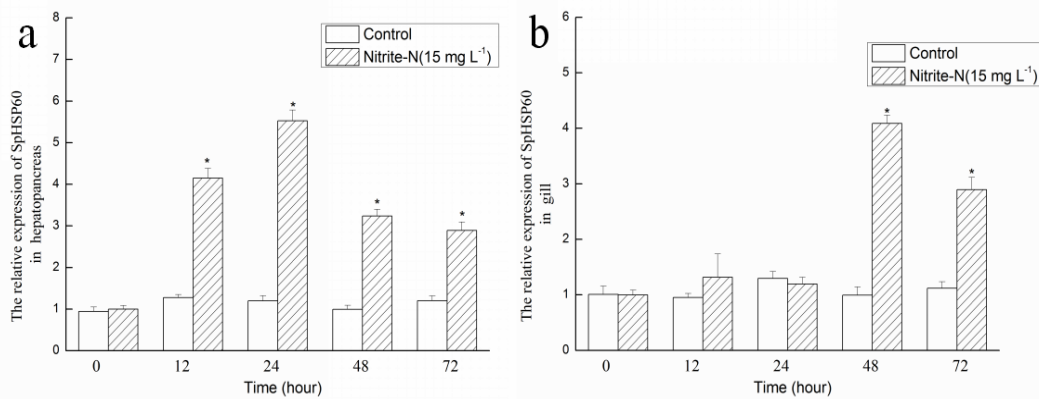 a
Control
Nitrite-N(15 mg L⁻¹)
The relative expression of SpHSP60
in hepatopancreas
8
7
6
5
4
3
2
1
0
*
*
*
*
0 12 24 48 72
Time (hour)
b
Control
Nitrite-N(15 mg L⁻¹)
The relative expression of SpHSP60
in gill
6
5
4
3
2
1
0
*
*
0 12 24 48 72
Time (hour)